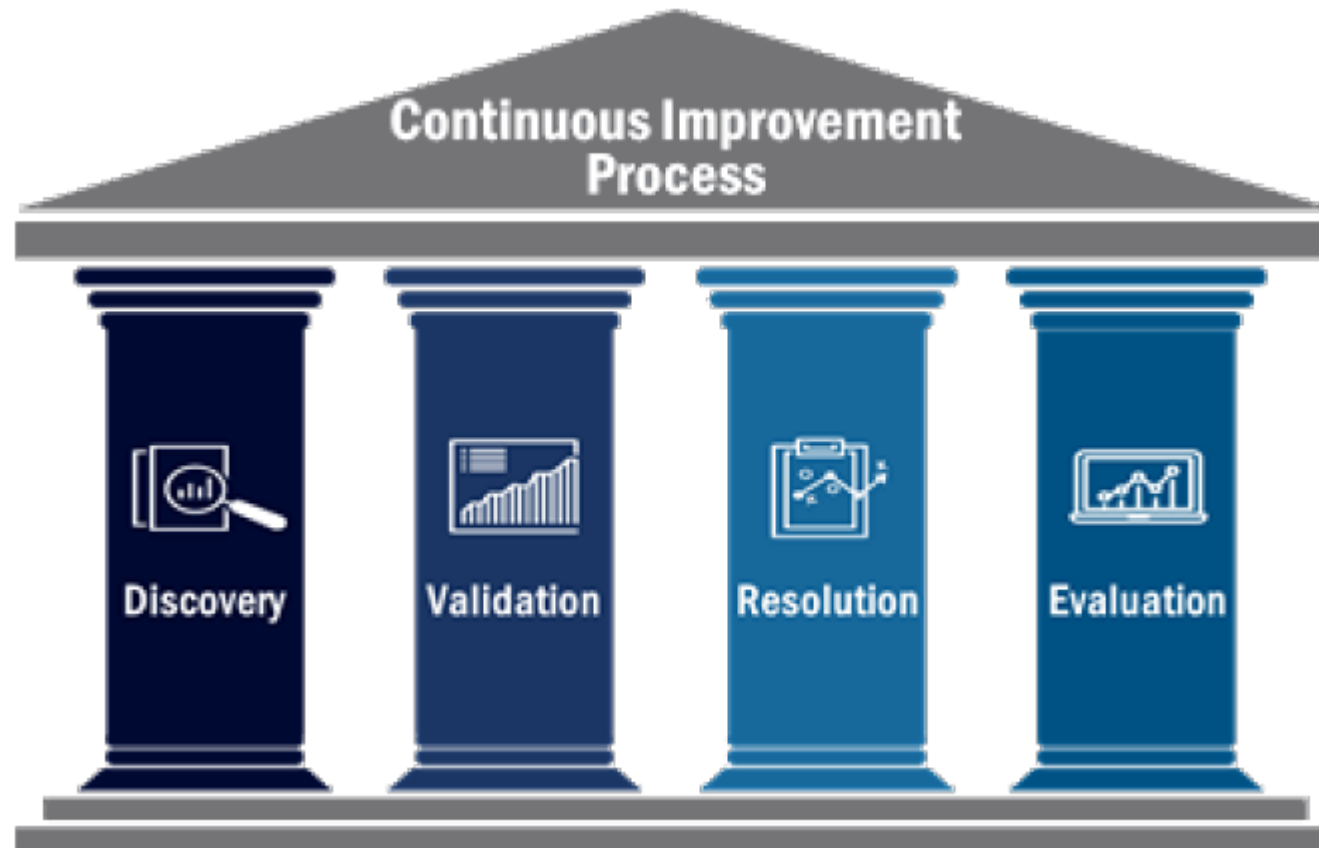 Continuous Improvement
Process
Discovery
Validation
Resolution
Evaluation